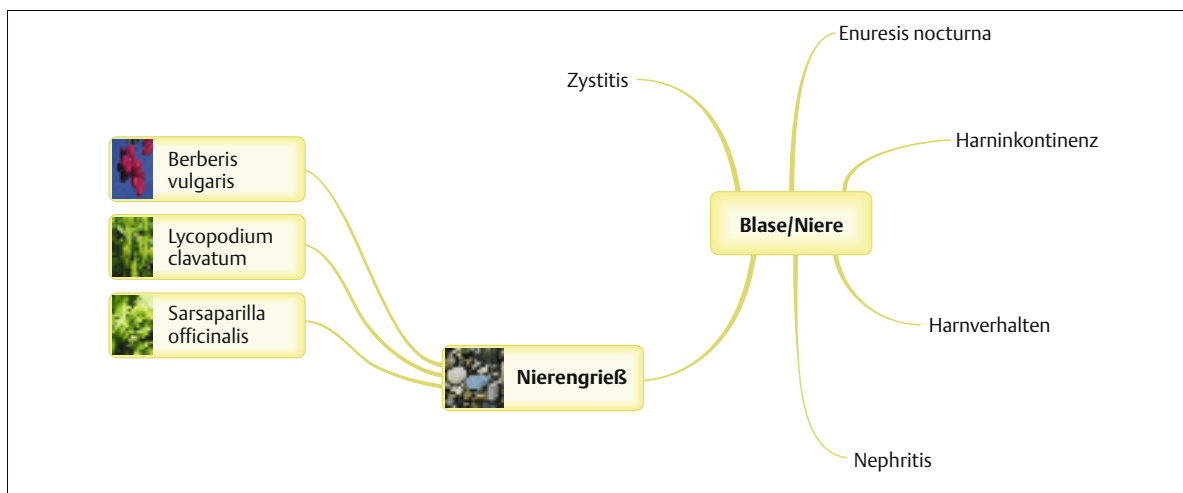 Enuresis nocturna
Zystitis
Harninkontinenz
Berberis
vulgaris
Blase/Niere
Lycopodium
clavatum
Sarsaparilla
officinalis
Harnverhalten
Nierengrieß
Nephritis